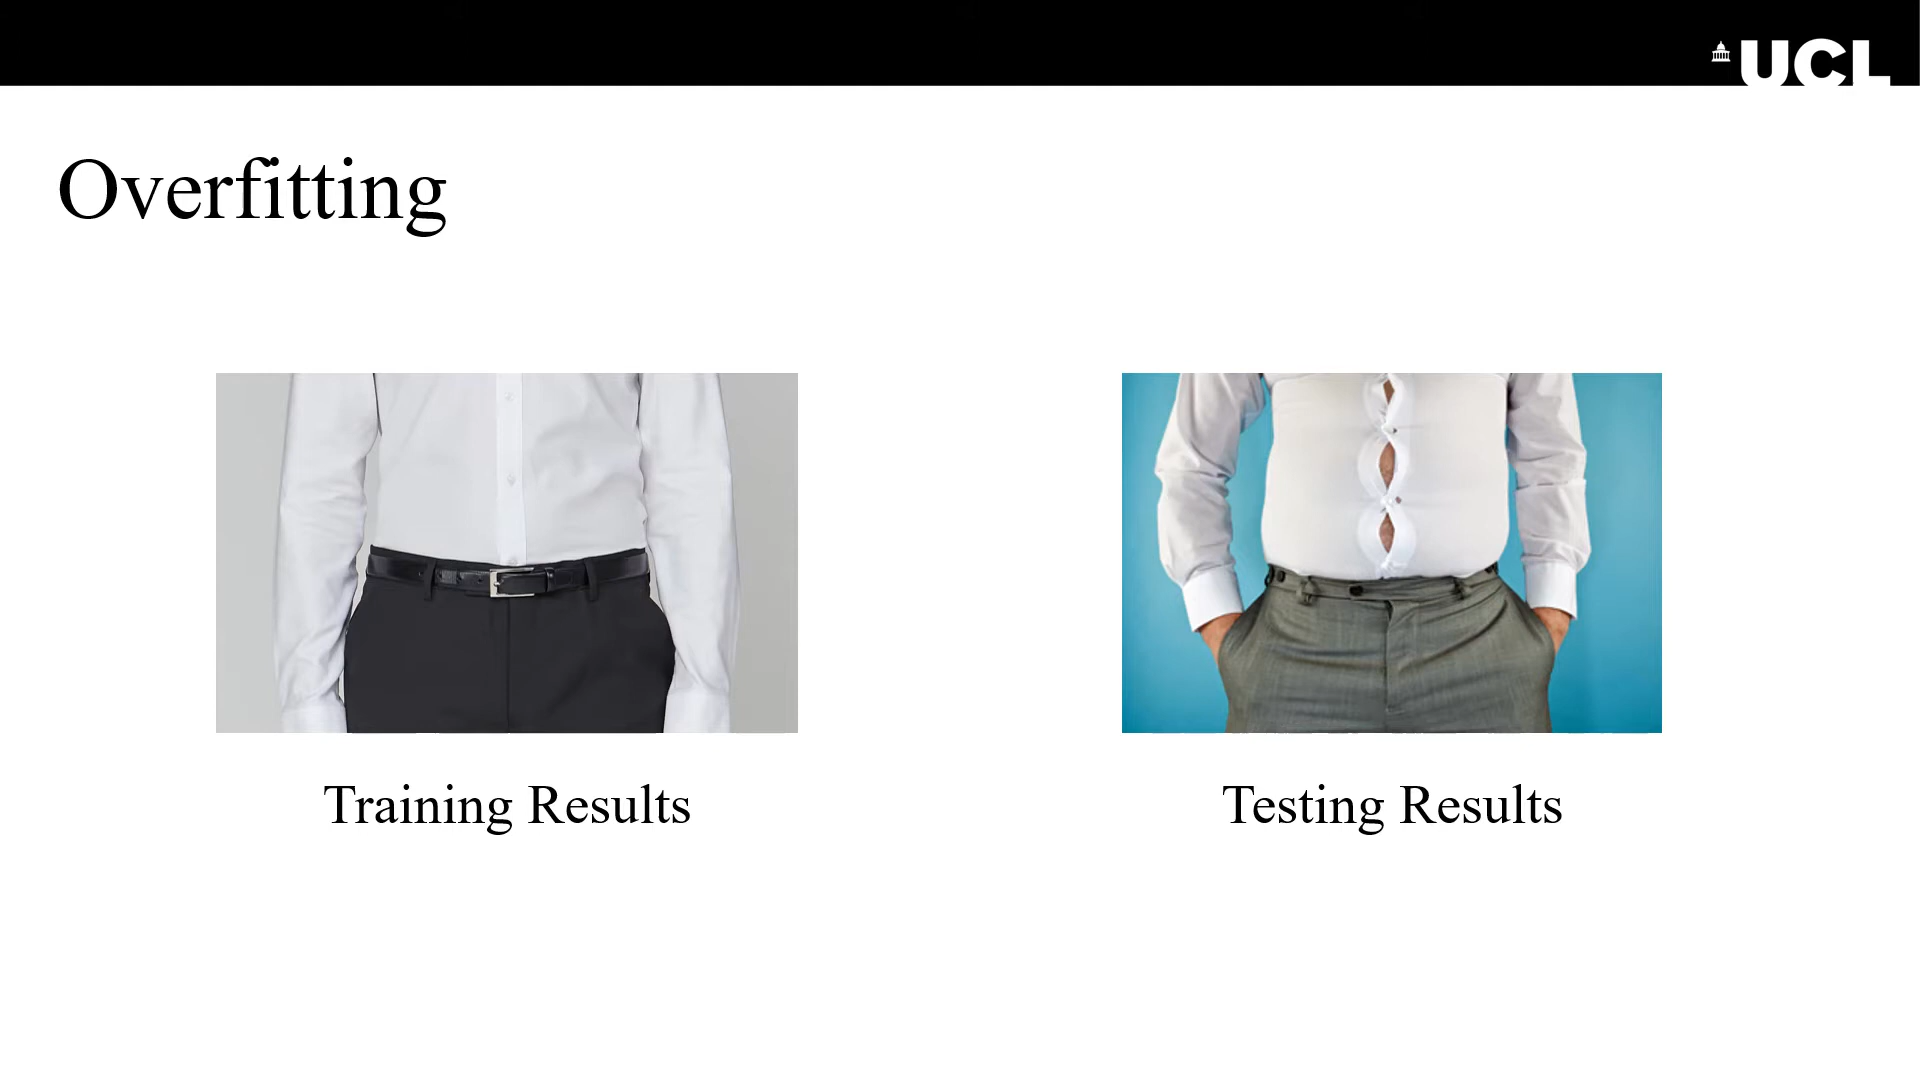 UCL
Overfitting
Training Results
Testing Results